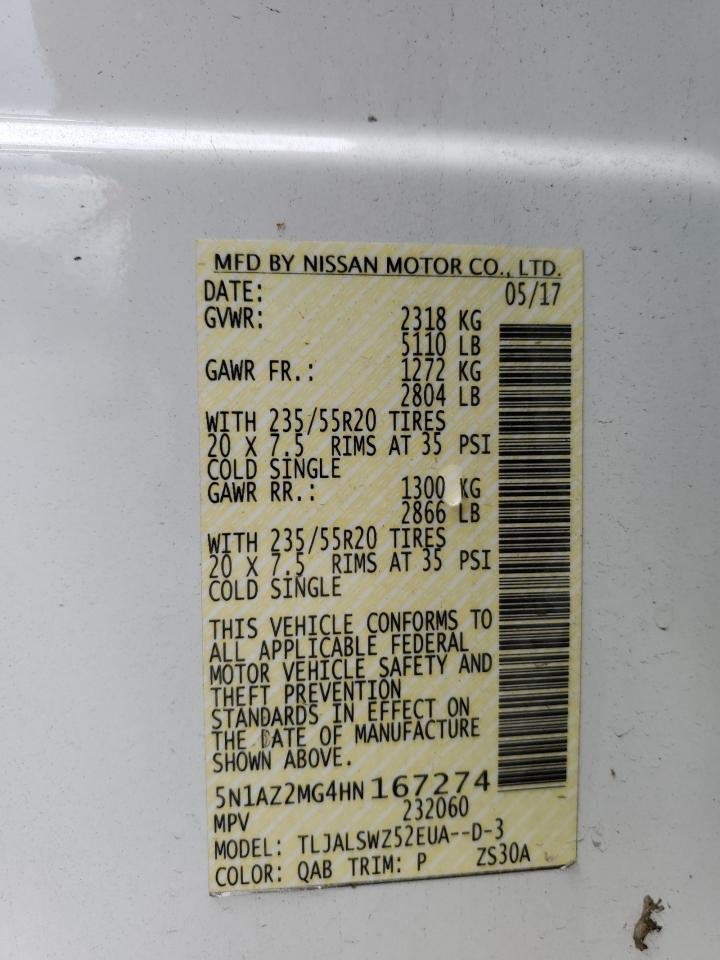 MFD BY NISSAN MOTOR CO., LTD.
DATE: 05/17
GVWR: 2318 KG
5110 LB
GAWR FR.: 1272 KG
2804 LB
WITH 235/55R20 TIRES
20 X 7.5 RIMS AT 35 PSI
COLD SINGLE
GAWR RR.: 1300 KG
2866 LB
WITH 235/55R20 TIRES
20 X 7.5 RIMS AT 35 PSI
COLD SINGLE
THIS VEHICLE CONFORMS TO
ALL APPLICABLE FEDERAL
MOTOR VEHICLE SAFETY AND
THEFT PREVENTION
STANDARDS IN EFFECT ON
THE DATE OF MANUFACTURE
SHOWN ABOVE.
5N1AZ2MG4HN 167274
MPV 232060
MODEL: TLJALSWZ52EUA--D-3
COLOR: QAB TRIM: P ZS30A